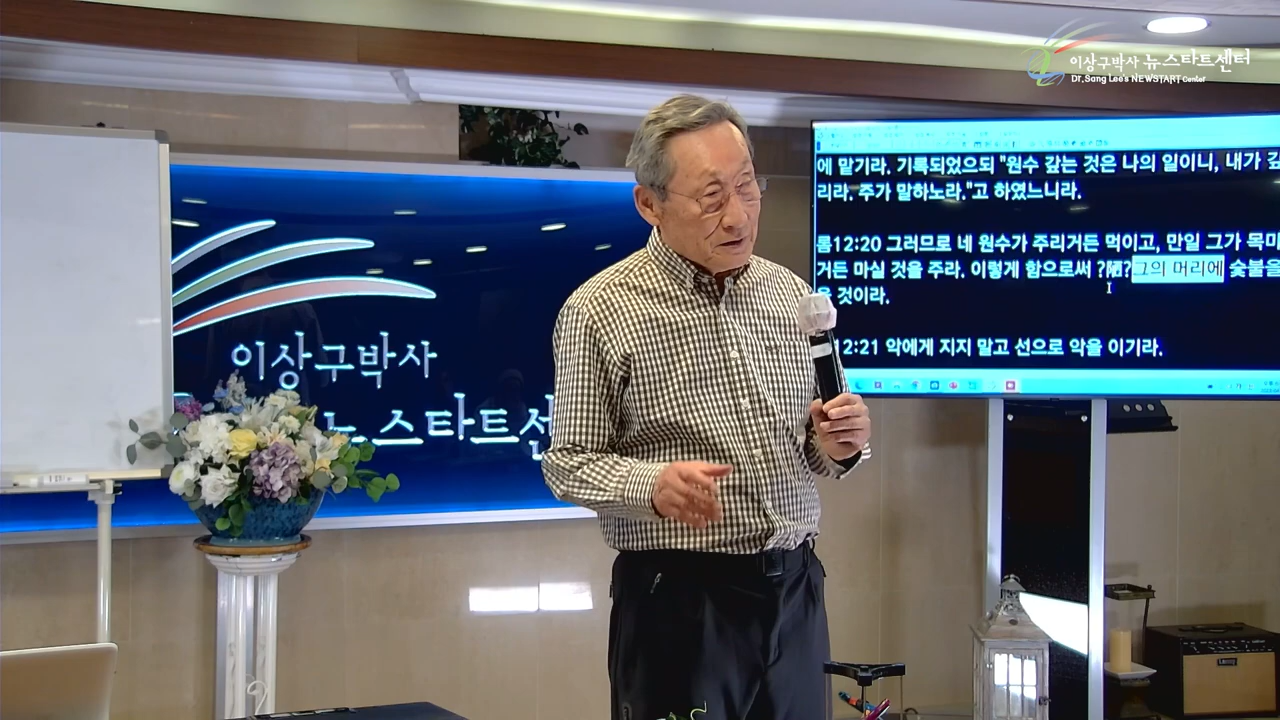 이상구박사 뉴스타트센터
Dr. Sang Lee's NEWSTART Center
에 맡기라. 기록되었으되 "원수 갚는 것은 나의 일이니, 내가
리라. 주가 말하노라."고 하였느니라.
롬12:20 그러므로 네 원수가 주리거든 먹이고, 만일 그가 목마
거든 마실 것을 주라. 이렇게 함으로써 ?陋?그의 머리에 숯불을
것이라.
12:21 악에게 지지 말고 선으로 악을 이기라.
이상구박사
뉴스타트센
LANEY